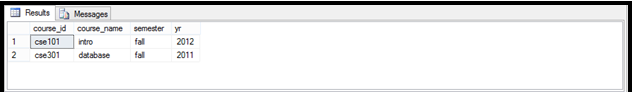 Results Messages
course_id course_name semester yr
1 cse101 intro fall 2012
2 cse301 database fall 2011